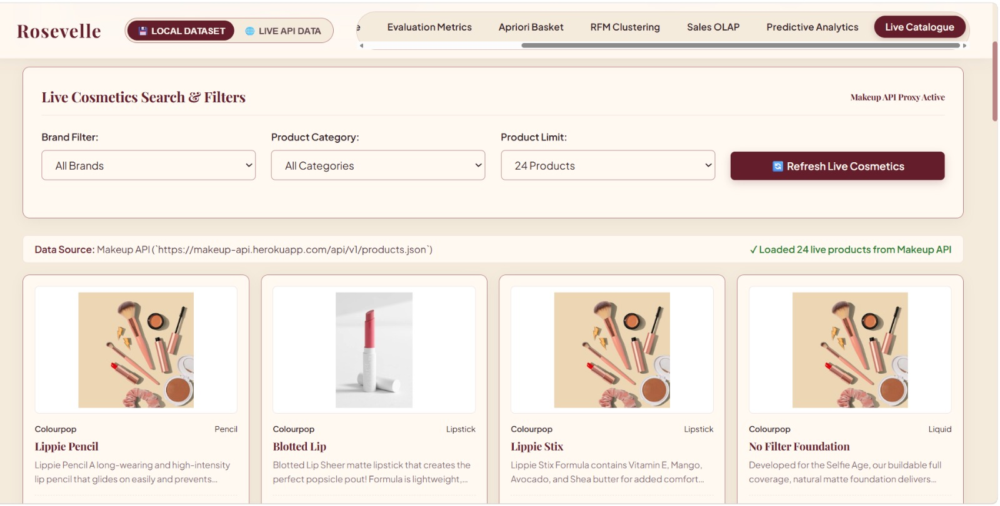 Rosevelle
LOCAL DATASET
LIVE API DATA
e
Evaluation Metrics
Apriori Basket
RFM Clustering
Sales OLAP
Predictive Analytics
Live Catalogue
Live Cosmetics Search & Filters
Makeup API Proxy Active
Brand Filter:
Product Category:
Product Limit:
All Brands
All Categories
24 Products
Refresh Live Cosmetics
Data Source: Makeup API (`https://makeup-api.herokuapp.com/api/v1/products.json`)
✓ Loaded 24 live products from Makeup API
Colourpop
Pencil
Lippie Pencil
Lippie Pencil A long-wearing and high-intensity
lip pencil that glides on easily and prevents...
Colourpop
Lipstick
Blotted Lip
Blotted Lip Sheer matte lipstick that creates the
perfect popsicle pout! Formula is lightweight,...
Colourpop
Lipstick
Lippie Stix
Lippie Stix Formula contains Vitamin E, Mango,
Avocado, and Shea butter for added comfort...
Colourpop
Liquid
No Filter Foundation
Developed for the Selfie Age, our buildable full
coverage, natural matte foundation delivers...